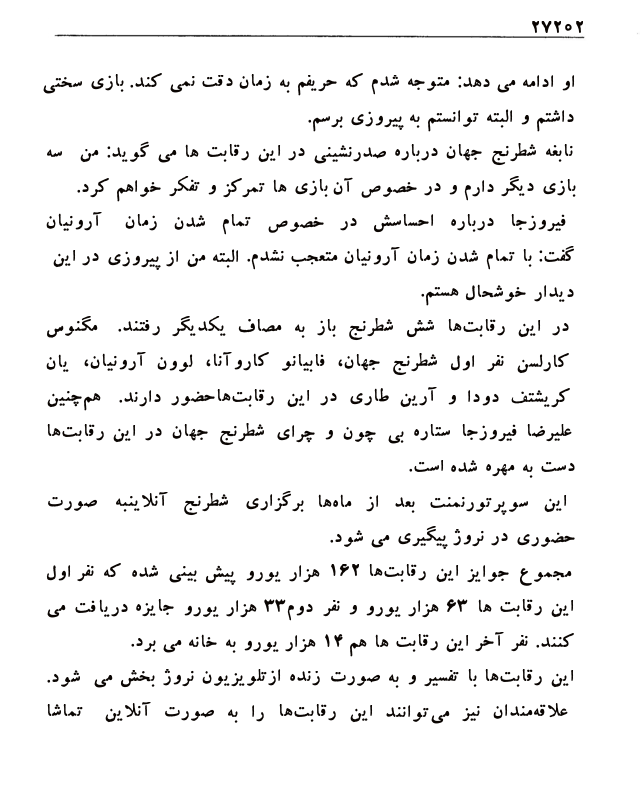 ۲۷۲۰۲
او ادامه می دهد: متوجه شدم که حریفم به زمان دقت نمی کند. بازی سختی
داشتم و البته توانستم به پیروزی برسم.
نابغه شطرنج جهان درباره صدرنشینی در این رقابت ها می گوید: من سه
بازی دیگر دارم و در خصوص آن بازی ها تمرکز و تفکر خواهم کرد.
فیروزجا درباره احساسش در خصوص تمام شدن زمان آرونیان
گفت: با تمام شدن زمان آرونیان متعجب نشدم. البته من از پیروزی در این
دیدار خوشحال هستم.
در این رقابت‌ها شش شطرنج باز به مصاف یکدیگر رفتند. مگنوس
کارلسن نفر اول شطرنج جهان، فابیانو کاروآنا، لوون آرونیان، یان
کریشتف دودا و آرین طاری در این رقابت‌هاحضور دارند. هم‌چنین
علیرضا فیروزجا ستاره بی چون و چرای شطرنج جهان در این رقابت‌ها
دست به مهره شده است.
این سوپرتورنمنت بعد از ماه‌ها برگزاری شطرنج آنلاینبه صورت
حضوری در نروژ پیگیری می شود.
مجموع جوایز این رقابت‌ها ۱۶۲ هزار یورو پیش بینی شده که نفر اول
این رقابت ها ۶۳ هزار یورو و نفر دوم۳۳ هزار یورو جایزه دریافت می
کنند. نفر آخر این رقابت ها هم ۱۴ هزار یورو به خانه می برد.
این رقابت‌ها با تفسیر و به صورت زنده ازتلویزیون نروژ بخش می شود.
علاقه‌مندان نیز می‌توانند این رقابت‌ها را به صورت آنلاین تماشا